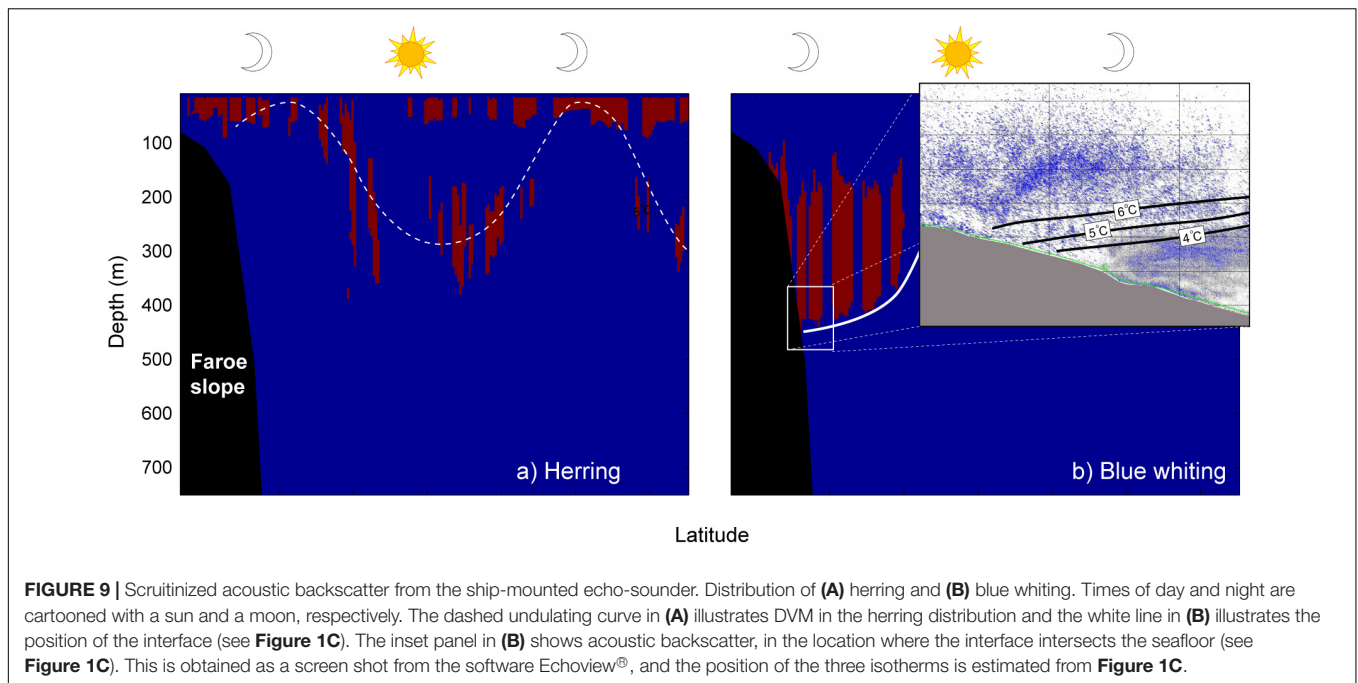 100
200
300
400
500
600
700
Depth (m)
Faroe
slope
a) Herring
6°C
5°C
4°C
b) Blue whiting
Latitude
FIGURE 9 | Scruitinized acoustic backscatter from the ship-mounted echo-sounder. Distribution of (A) herring and (B) blue whiting. Times of day and night are
cartooned with a sun and a moon, respectively. The dashed undulating curve in (A) illustrates DVM in the herring distribution and the white line in (B) illustrates the
position of the interface (see Figure 1C). The inset panel in (B) shows acoustic backscatter, in the location where the interface intersects the seafloor (see
Figure 1C). This is obtained as a screen shot from the software Echoview®, and the position of the three isotherms is estimated from Figure 1C.